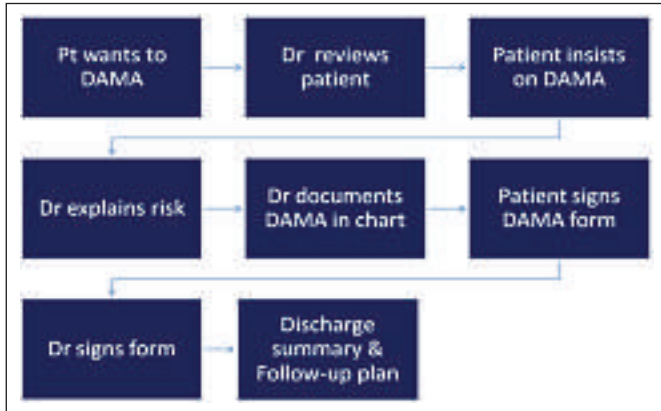 Pt wants to
DAMA
Dr reviews
patient
Patient insists
on DAMA
Dr explains risk
Dr documents
DAMA in chart
Patient signs
DAMA form
Dr signs form
Discharge
summary &
Follow-up plan